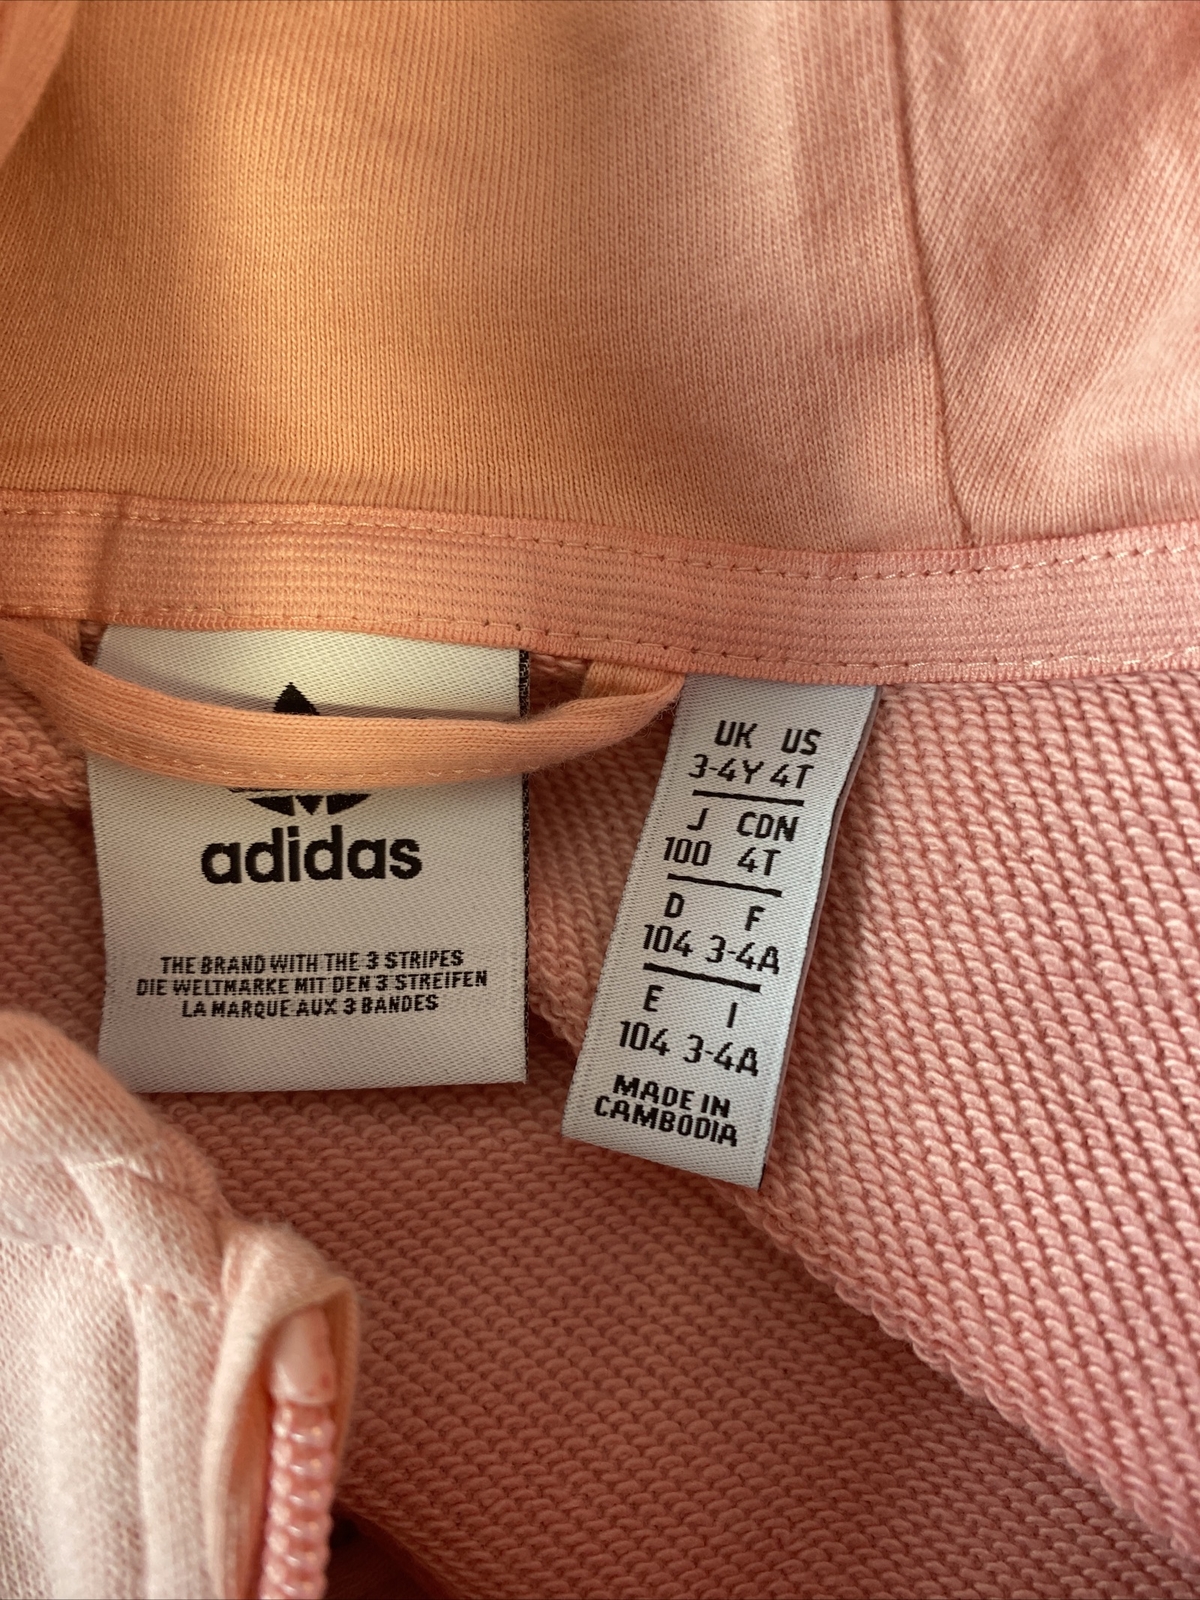 adidas
THE BRAND WITH THE 3 STRIPES
DIE WELTMARKE MIT DEN 3 STREIFEN
LA MARQUE AUX 3 BANDES
UK US
3-4Y 4T
J CDN
100 4T
D F
104 3-4A
E I
104 3-4A
MADE IN
CAMBODIA